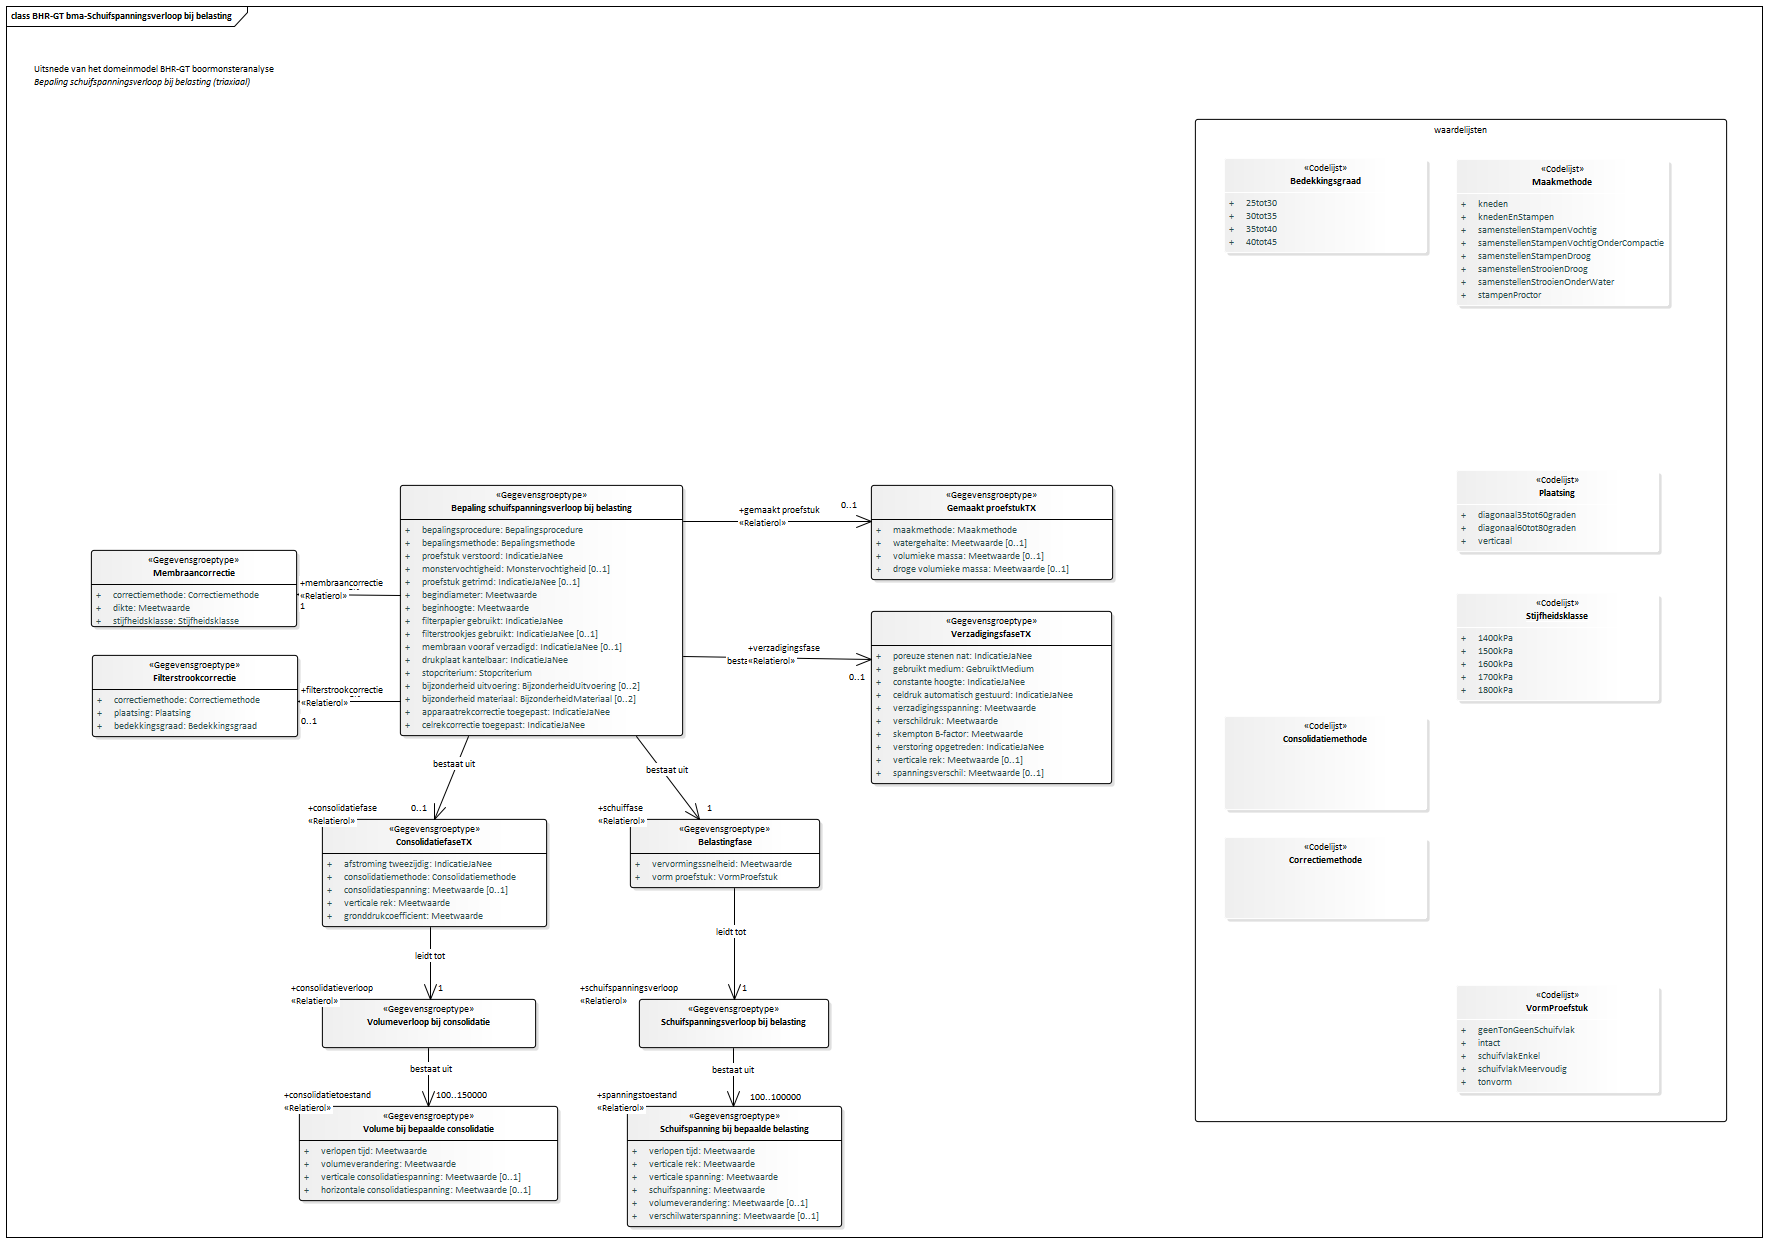 class BHR-GT bma-Schuifspanningsverloop bij belasting
Uitsnede van het domeinmodel BHR-GT boormonsteranalyse
Bepaling schuifspanningsverloop bij belasting (triaxiaal)
waardelijsten
«Codelijst»
Bedekkingsgraad
+ 25tot30
+ 30tot35
+ 35tot40
+ 40tot45
«Codelijst»
Maakmethode
+ kneden
+ knedenEnStampen
+ samenstellenStampenVochtig
+ samenstellenStampenVochtigOnderCompactie
+ samenstellenStampenDroog
+ samenstellenStrooienDroog
+ samenstellenStrooienOnderWater
+ stampenProctor
«Codelijst»
Plaatsing
+ diagonaal35tot60graden
+ diagonaal60tot80graden
+ verticaal
«Codelijst»
Stijfheidsklasse
+ 1400kPa
+ 1500kPa
+ 1600kPa
+ 1700kPa
+ 1800kPa
«Codelijst»
Consolidatiemethode
«Codelijst»
Correctiemethode
«Codelijst»
VormProefstuk
+ geenTonGeenSchuifvlak
+ intact
+ schuifvlakEnkel
+ schuifvlakMeervoudig
+ tonvorm
«Gegevensgroeptype»
Bepaling schuifspanningsverloop bij belasting
+ bepalingsprocedure: Bepalingsprocedure
+ bepalingsmethode: Bepalingsmethode
+ proefstuk verstoord: IndicatieJaNee
+ monstervochtigheid: Monstervochtigheid [0..1]
+ proefstuk getrimd: IndicatieJaNee [0..1]
+ begindiameter: Meetwaarde
+ beginhoogte: Meetwaarde
+ filterpapier gebruikt: IndicatieJaNee
+ filterstrookjes gebruikt: IndicatieJaNee [0..1]
+ membraan vooraf verzadigd: IndicatieJaNee [0..1]
+ drukplaat kantelbaar: IndicatieJaNee
+ stopcriterium: Stopcriterium
+ bijzonderheid uitvoering: BijzonderheidUitvoering [0..2]
+ bijzonderheid materiaal: BijzonderheidMateriaal [0..2]
+ apparaatrekcorrectie toegepast: IndicatieJaNee
+ celrekcorrectie toegepast: IndicatieJaNee
+gemaakt proefstuk
«Relatierol»
0..1
«Gegevensgroeptype»
Gemaakt proefstukTX
+ maakmethode: Maakmethode
+ watergehalte: Meetwaarde [0..1]
+ volumieke massa: Meetwaarde [0..1]
+ droge volumieke massa: Meetwaarde [0..1]
«Gegevensgroeptype»
Membraancorrectie
+ correctiemethode: Correctiemethode
+ dikte: Meetwaarde
+ stijfheidsklasse: Stijfheidsklasse
+membraancorrectie
«Relatierol»
1
«Gegevensgroeptype»
Filterstrookcorrectie
+ correctiemethode: Correctiemethode
+ plaatsing: Plaatsing
+ bedekkingsgraad: Bedekkingsgraad
+filterstrookcorrectie
«Relatierol»
0..1
+verzadigingsfase
«Relatierol»
0..1
«Gegevensgroeptype»
VerzadigingsfaseTX
+ poreuze stenen nat: IndicatieJaNee
+ gebruikt medium: GebruiktMedium
+ constante hoogte: IndicatieJaNee
+ celdruk automatisch gestuurd: IndicatieJaNee
+ verzadigingsspanning: Meetwaarde
+ verschildruk: Meetwaarde
+ skempton B-factor: Meetwaarde
+ verstoring opgetreden: IndicatieJaNee
+ verticale rek: Meetwaarde [0..1]
+ spanningsverschil: Meetwaarde [0..1]
bestaat uit
+consolidatiefase
«Relatierol»
0..1
«Gegevensgroeptype»
ConsolidatiefaseTX
+ afstroming tweezijdig: IndicatieJaNee
+ consolidatiemethode: Consolidatiemethode
+ consolidatiespanning: Meetwaarde [0..1]
+ verticale rek: Meetwaarde
+ gronddrukcoefficient: Meetwaarde
bestaat uit
+schuiffase
«Relatierol»
1
«Gegevensgroeptype»
Belastingfase
+ vervormingssnelheid: Meetwaarde
+ vorm proefstuk: VormProefstuk
leidt tot
+consolidatieverloop
«Relatierol»
1
«Gegevensgroeptype»
Volumeverloop bij consolidatie
leidt tot
+schuifspanningsverloop
«Relatierol»
1
«Gegevensgroeptype»
Schuifspanningsverloop bij belasting
bestaat uit
+consolidatietoestand
«Relatierol»
100..150000
«Gegevensgroeptype»
Volume bij bepaalde consolidatie
+ verlopen tijd: Meetwaarde
+ volumeverandering: Meetwaarde
+ verticale consolidatiespanning: Meetwaarde [0..1]
+ horizontale consolidatiespanning: Meetwaarde [0..1]
bestaat uit
+spanningstoestand
«Relatierol»
100..100000
«Gegevensgroeptype»
Schuifspanning bij bepaalde belasting
+ verlopen tijd: Meetwaarde
+ verticale rek: Meetwaarde
+ verticale spanning: Meetwaarde
+ schuifspanning: Meetwaarde
+ volumeverandering: Meetwaarde [0..1]
+ verschilwaterspanning: Meetwaarde [0..1]